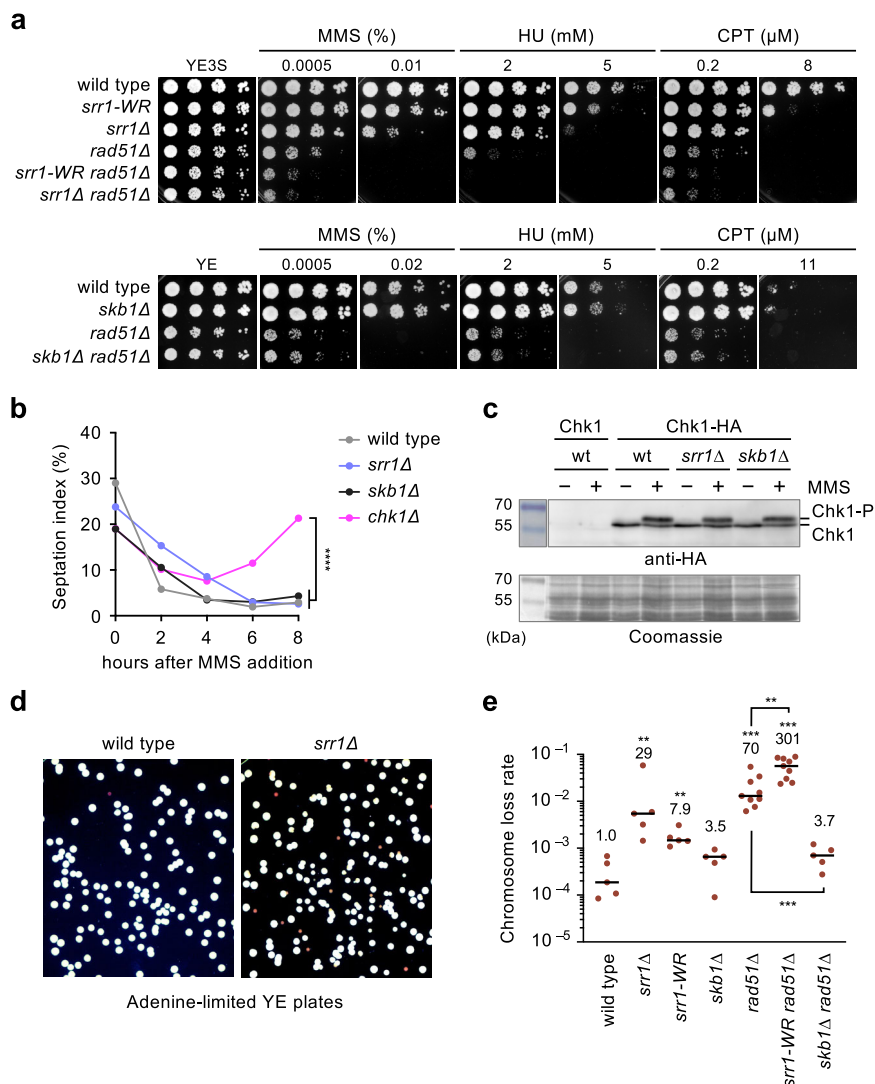 a
MMS (%) HU (mM) CPT (µM)
YE3S 0.0005 0.01 2 5 0.2 8
wild type
srr1-WR
srr1Δ
rad51Δ
srr1-WR rad51Δ
srr1Δ rad51Δ
MMS (%) HU (mM) CPT (µM)
YE 0.0005 0.02 2 5 0.2 11
wild type
skb1Δ
rad51Δ
skb1Δ rad51Δ
b
Septation index (%)
40
30
20
10
0
0 2 4 6 8
hours after MMS addition
wild type
srr1Δ
skb1Δ
chk1Δ
****
c
Chk1 Chk1-HA
wt wt srr1Δ skb1Δ
– + – + – + – + MMS
70
55
Chk1-P
Chk1
anti-HA
70
55
(kDa)
Coomassie
d
wild type srr1Δ
Adenine-limited YE plates
e
Chromosome loss rate
10⁻¹
10⁻²
10⁻³
10⁻⁴
10⁻⁵
1.0
**
29
**
7.9
3.5
***
70
**
***
301
3.7
***
wild type
srr1Δ
srr1-WR
skb1Δ
rad51Δ
srr1-WR rad51Δ
skb1Δ rad51Δ